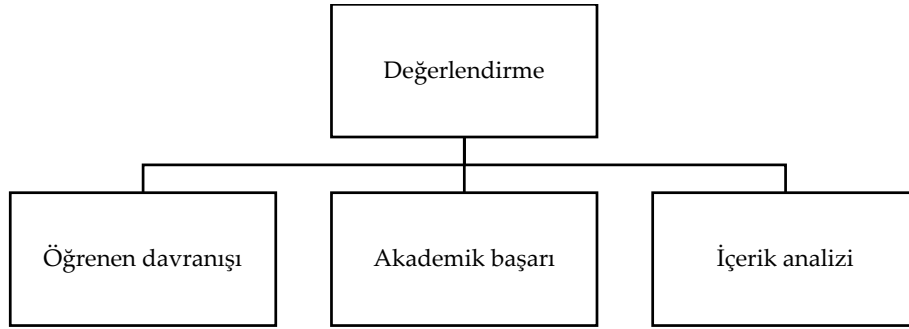 Değerlendirme
Öğrenen davranışı
Akademik başarı
İçerik analizi